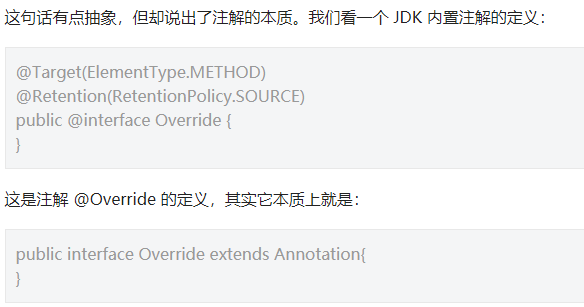 这句话有点抽象，但却说出了注解的本质。我们看一个 JDK 内置注解的定义：
@Target(ElementType.METHOD)
@Retention(RetentionPolicy.SOURCE)
public @interface Override {
}
这是注解 @Override 的定义，其实它本质上就是：
public interface Override extends Annotation{
}